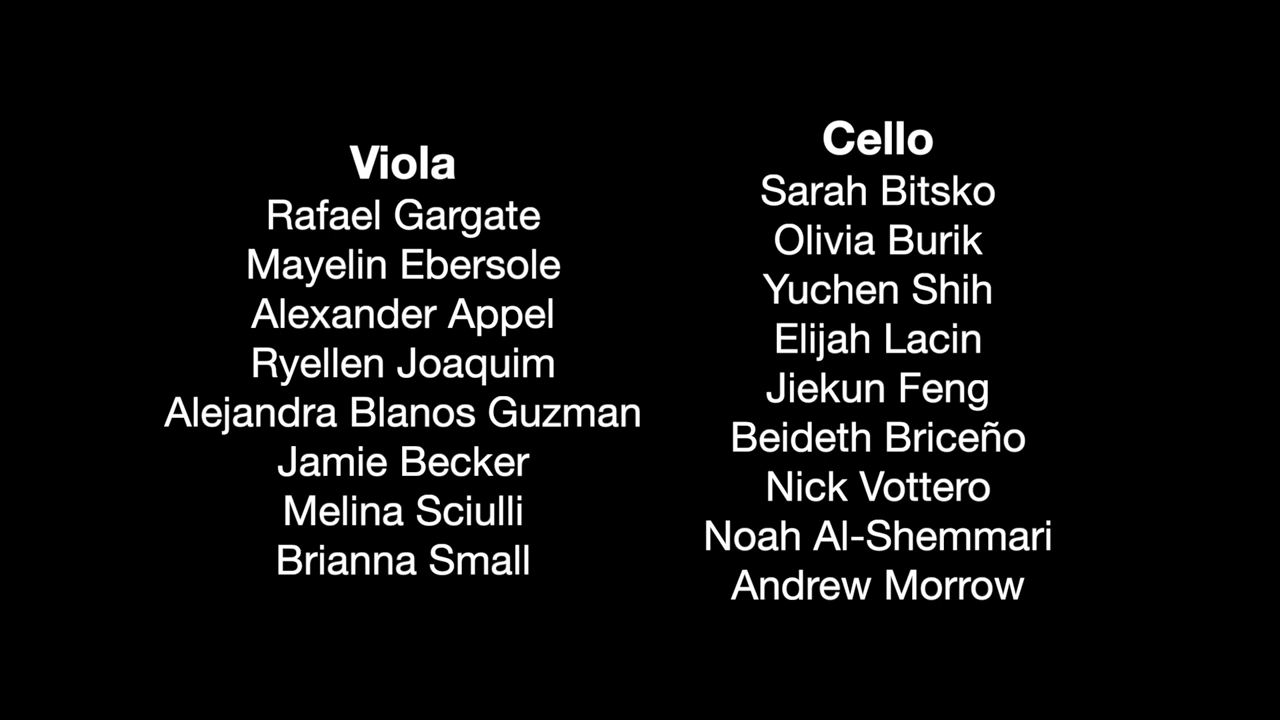 Viola
Rafael Gargate
Mayelin Ebersole
Alexander Appel
Ryellen Joaquim
Alejandra Blanos Guzman
Jamie Becker
Melina Sciulli
Brianna Small
Cello
Sarah Bitsko
Olivia Burik
Yuchen Shih
Elijah Lacin
Jiekun Feng
Beideth Briceño
Nick Vottero
Noah Al-Shemmari
Andrew Morrow